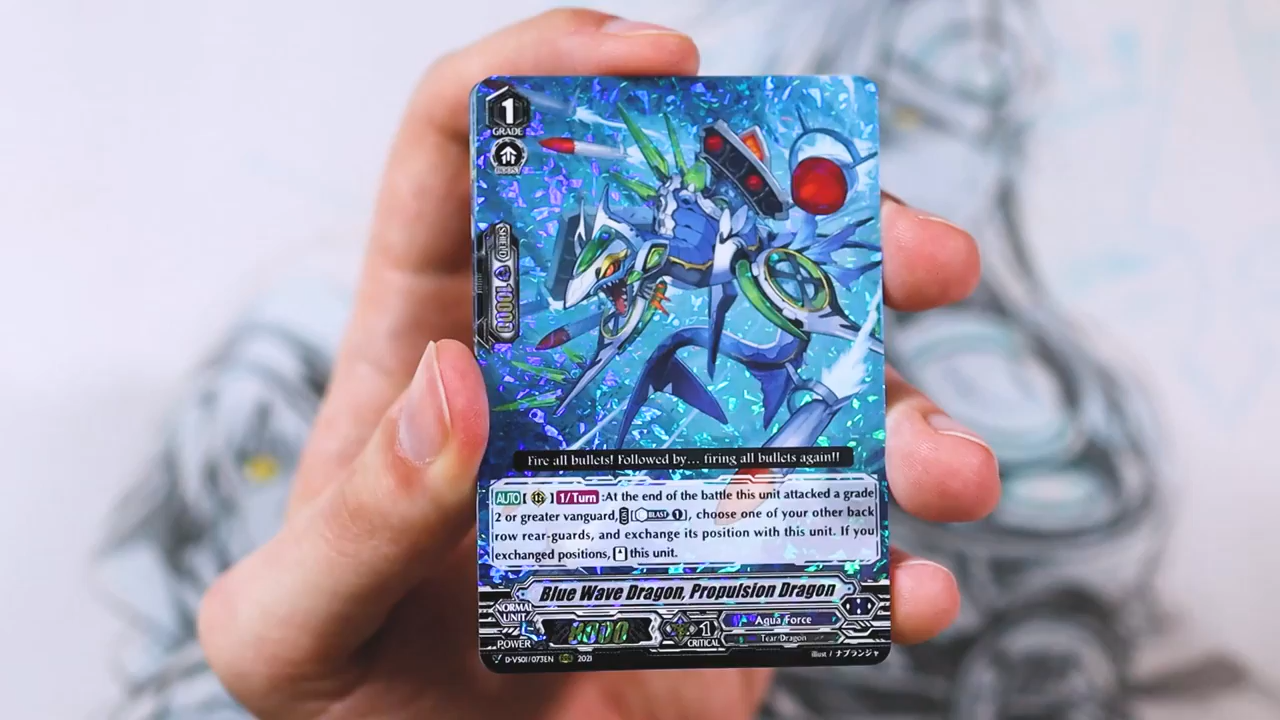 1
GRADE
BOOST
SHIELD
10000
Fire all bullets! Followed by... firing all bullets again!!
AUTO [ ] 1/Turn :At the end of the battle this unit attacked a grade
2 or greater vanguard, [ BLAST 1], choose one of your other back
row rear-guards, and exchange its position with this unit. If you
exchanged positions, this unit.
Blue Wave Dragon, Propulsion Dragon
NORMAL
UNIT
POWER
1
CRITICAL
Aqua Force
Tear Dragon
D-VS01/073EN RRR 2021
illust / ナブランジャ